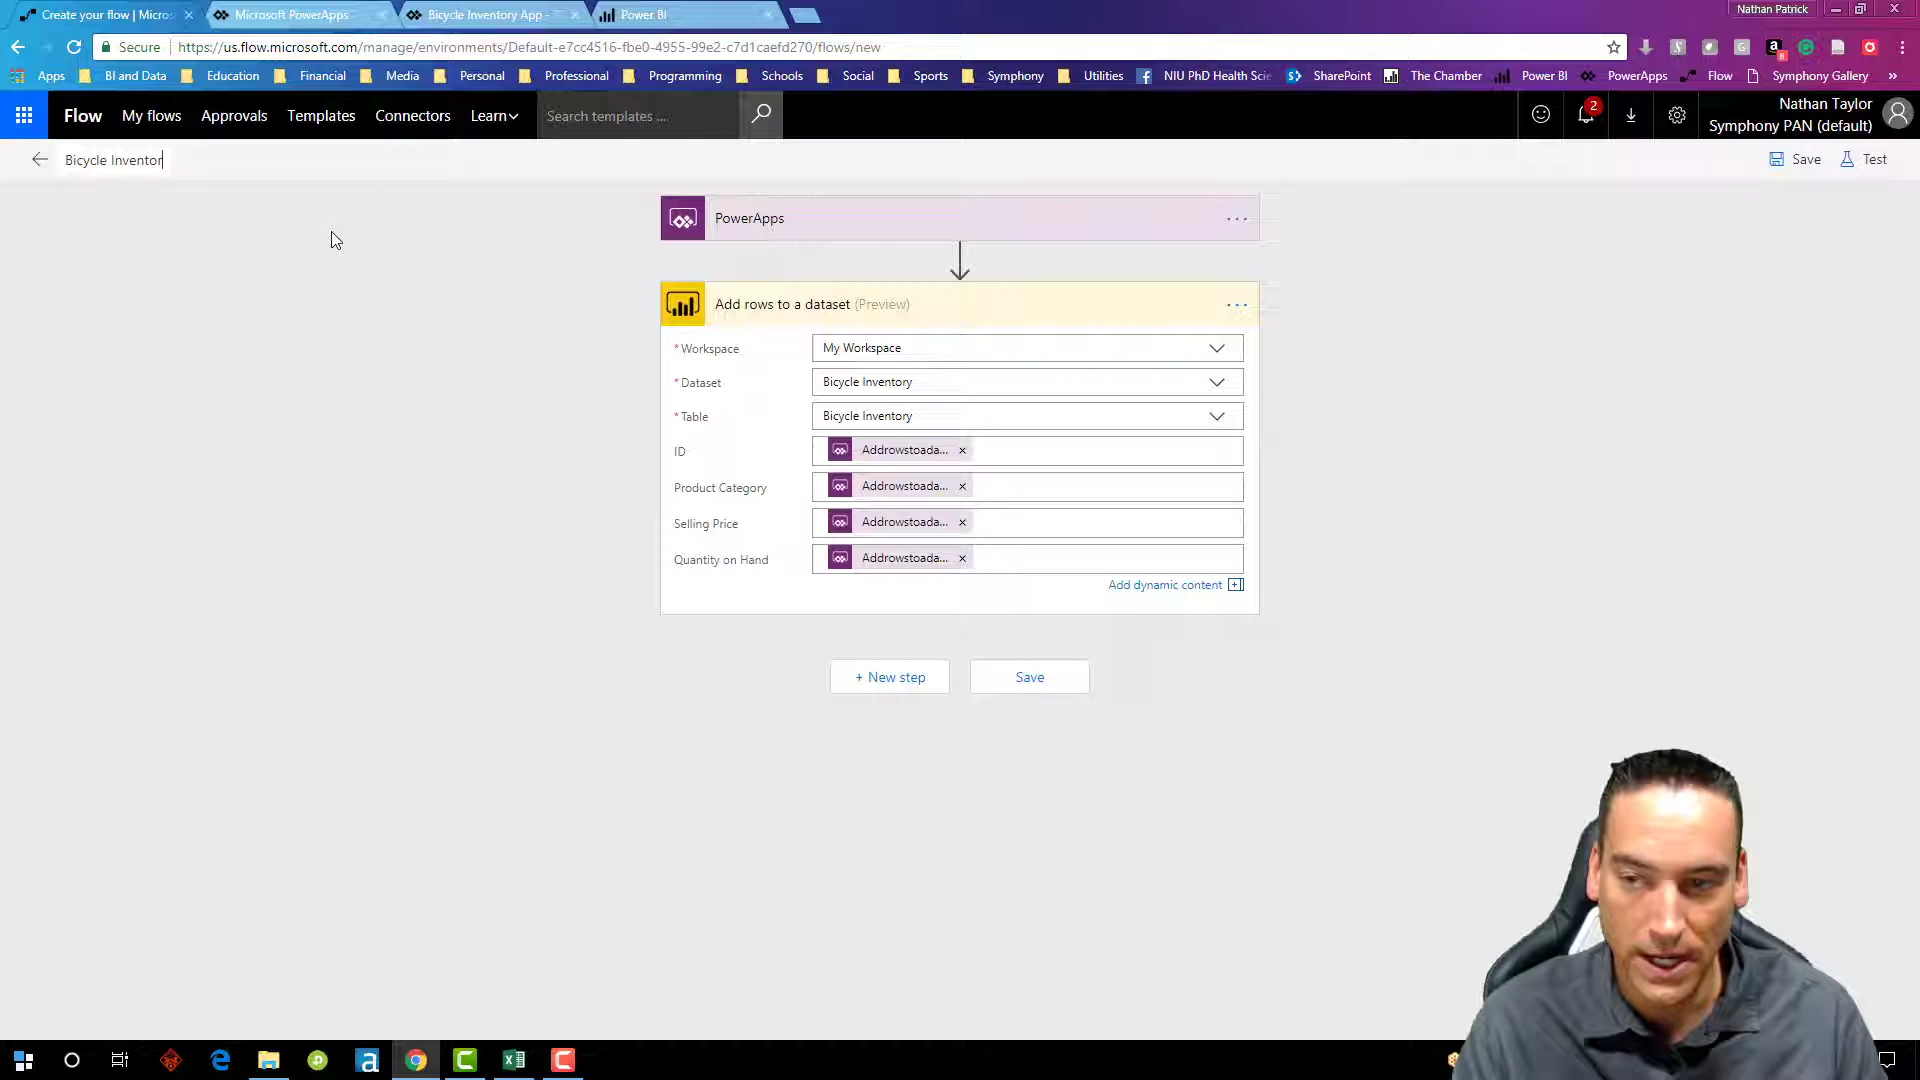 Create your flow | Micros
Microsoft PowerApps
Bicycle Inventory App -
Power BI
Nathan Patrick
Secure
https://us.flow.microsoft.com/manage/environments/Default-e7cc4516-fbe0-4955-99e2-c7d1caefd270/flows/new
Apps
BI and Data
Education
Financial
Media
Personal
Professional
Programming
Schools
Social
Sports
Symphony
Utilities
NIU PhD Health Scie
SharePoint
The Chamber
Power BI
PowerApps
Flow
Symphony Gallery
»
Flow
My flows
Approvals
Templates
Connectors
Learn
Search templates ....
2
Nathan Taylor
Symphony PAN (default)
Bicycle Inventor
Save
Test
PowerApps
...
Add rows to a dataset (Preview)
...
* Workspace
My Workspace
* Dataset
Bicycle Inventory
* Table
Bicycle Inventory
ID
Addrowstoada... ×
Product Category
Addrowstoada... ×
Selling Price
Addrowstoada... ×
Quantity on Hand
Addrowstoada... ×
Add dynamic content
+ New step
Save